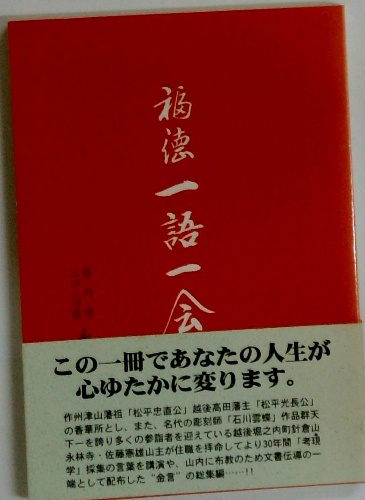 福德一語一会
この一冊であなたの人生が
心ゆたかに変ります。
作州津山藩祖「松平忠直公」越後高田藩主「松平光長公」
の香華所とし、また、名代の彫刻師「石川雲蝶」作品群天
下一を誇り多くの参詣者を迎えている越後堀之内町針倉山
永林寺・佐藤憲雄山主が住職を拝命してより30年間「考現
学」採集の言葉を講演や、山内に布教のため文書伝導の一
端として配布した“金言”の総集編……!!